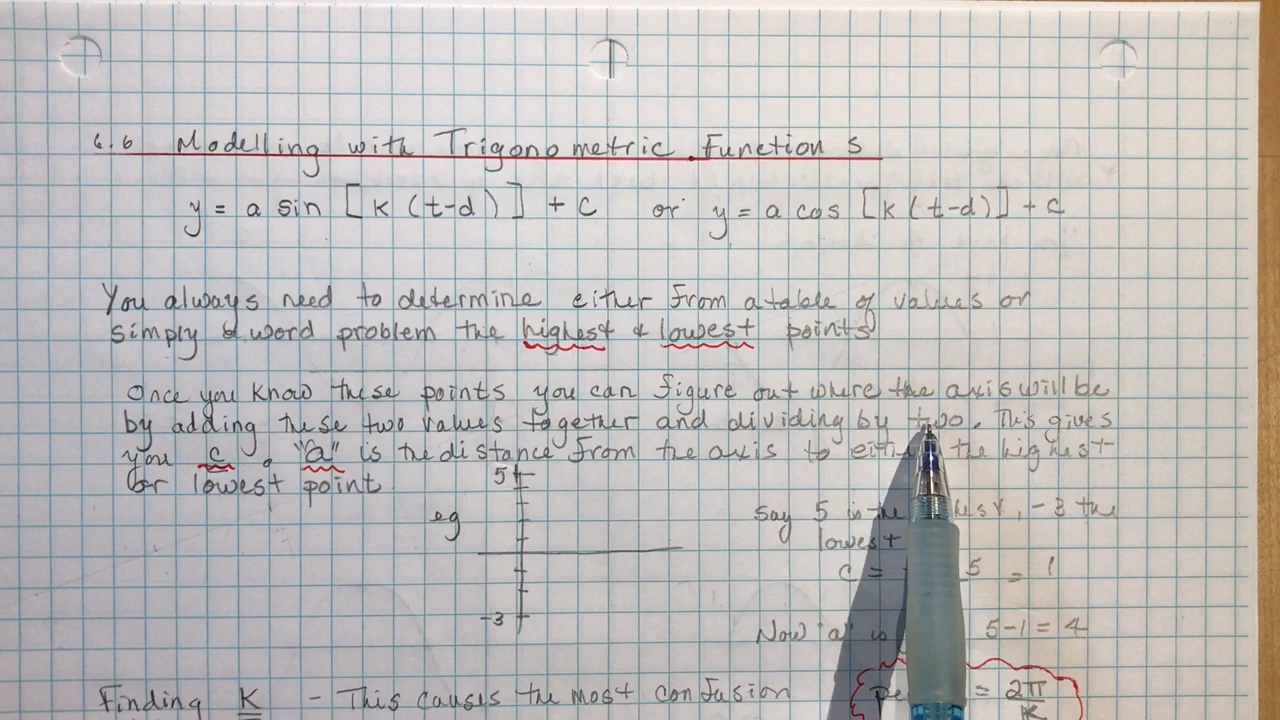 6.6 Modelling with Trigonometric Functions
y = a sin [k(t-d)] + c or y = a cos [k(t-d)] + c
You always need to determine either from a table of values or
simply a word problem the highest & lowest points
Once you know these points you can figure out where the axis will be
by adding these two values together and dividing by two. This gives
you c. "a" is the distance from the axis to the highest
or lowest point
5
eg
-3
Say 5 is the , -3 the
lowest
c = 5 = 1
Now "a" is 5-1 = 4
Finding K - This causes the most confusion
= 2π/K